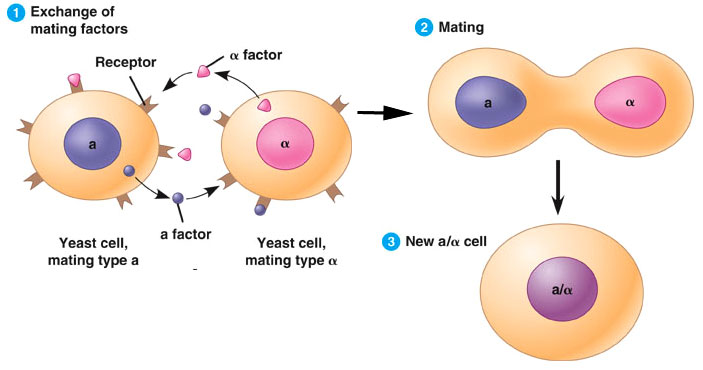 1 Exchange of
mating factors
Receptor
α factor
a
α
a factor
Yeast cell,
mating type a
Yeast cell,
mating type α
2 Mating
a
α
3 New a/α cell
a/α